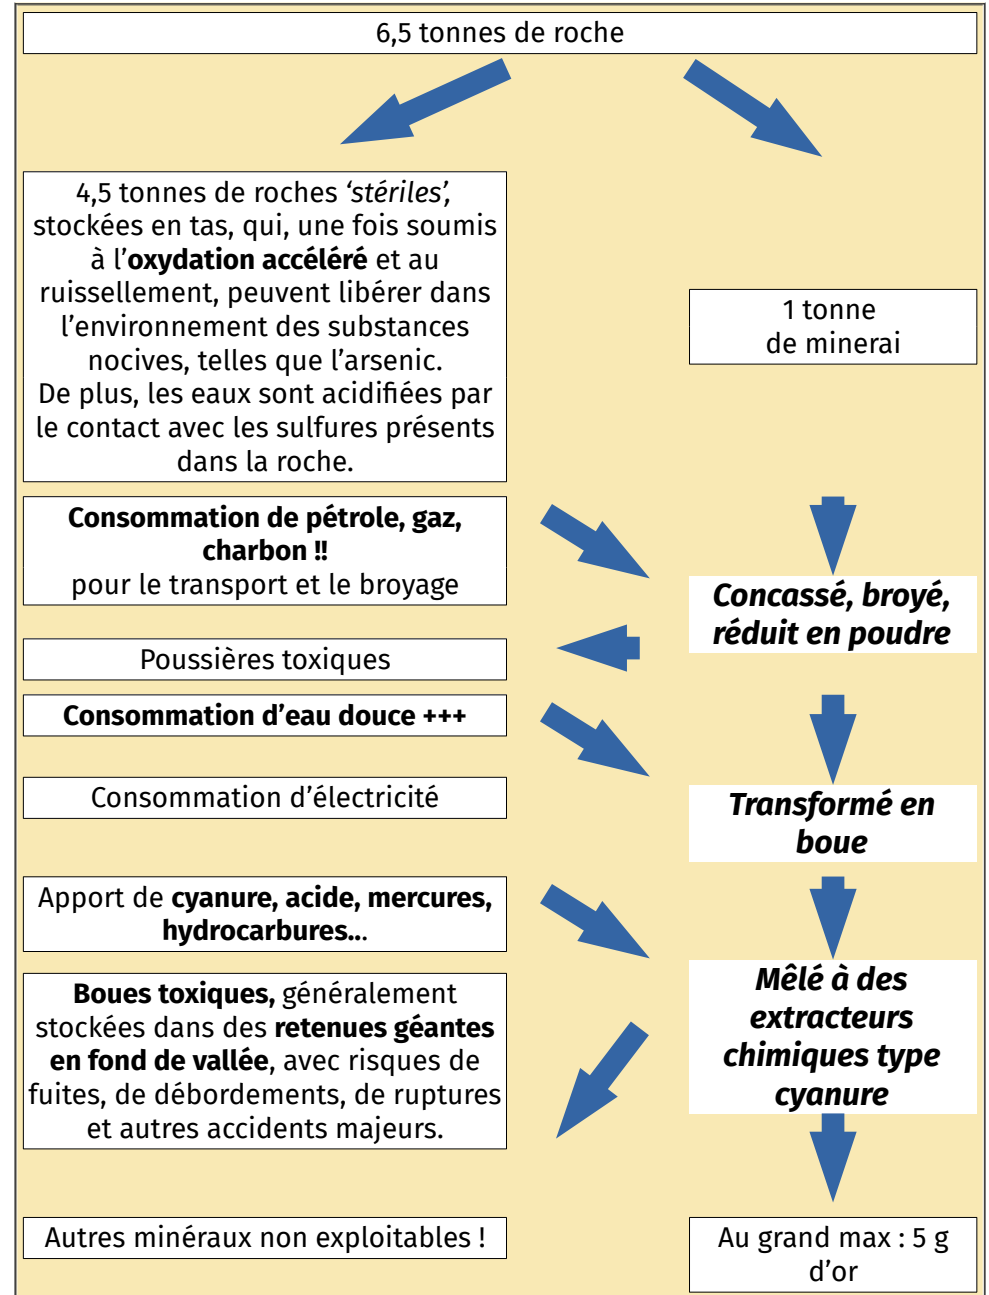 6,5 tonnes de roche
4,5 tonnes de roches ‘stériles’,
stockées en tas, qui, une fois soumis
à l’oxydation accéléré et au
ruissellement, peuvent libérer dans
l’environnement des substances
nocives, telles que l’arsenic.
De plus, les eaux sont acidifiées par
le contact avec les sulfures présents
dans la roche.
1 tonne
de minerai
Consommation de pétrole, gaz,
charbon !!
pour le transport et le broyage
Concassé, broyé,
réduit en poudre
Poussières toxiques
Consommation d’eau douce +++
Consommation d’électricité
Transformé en
boue
Apport de cyanure, acide, mercures,
hydrocarbures...
Mêlé à des
extracteurs
chimiques type
cyanure
Boues toxiques, généralement
stockées dans des retenues géantes
en fond de vallée, avec risques de
fuites, de débordements, de ruptures
et autres accidents majeurs.
Autres minéraux non exploitables !
Au grand max : 5 g
d’or